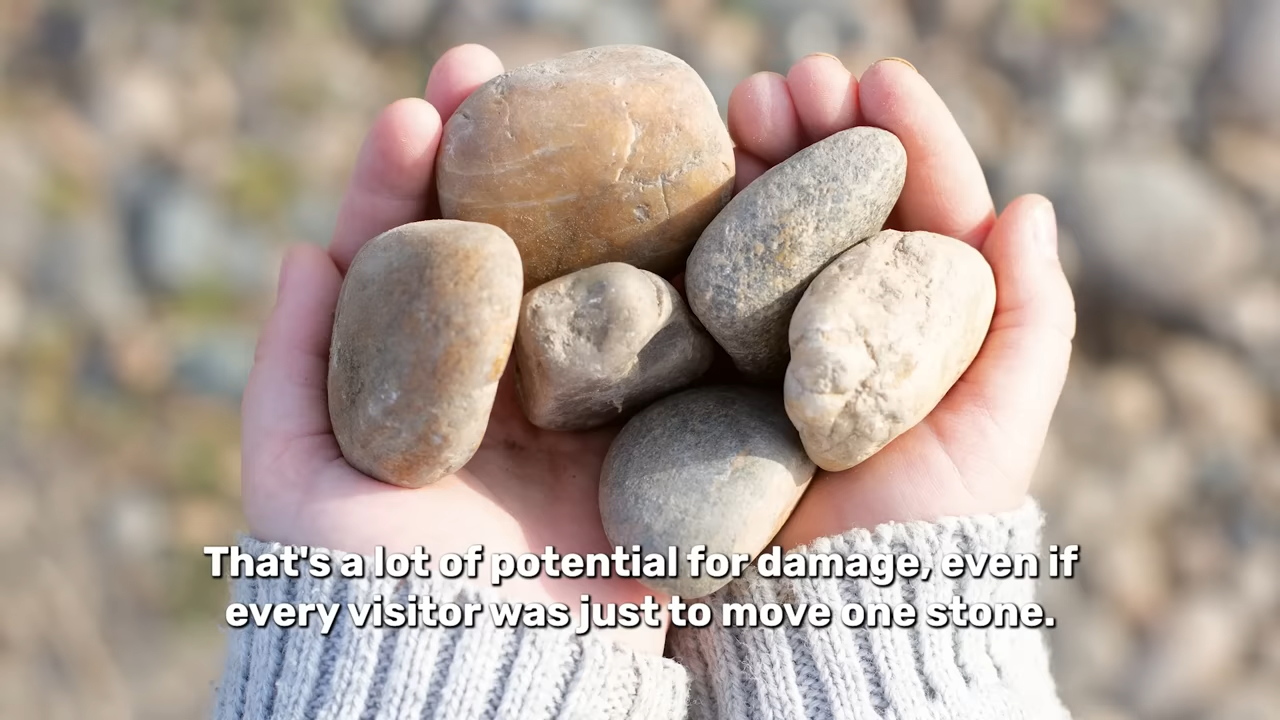 That's a lot of potential for damage, even if
every visitor was just to move one stone.